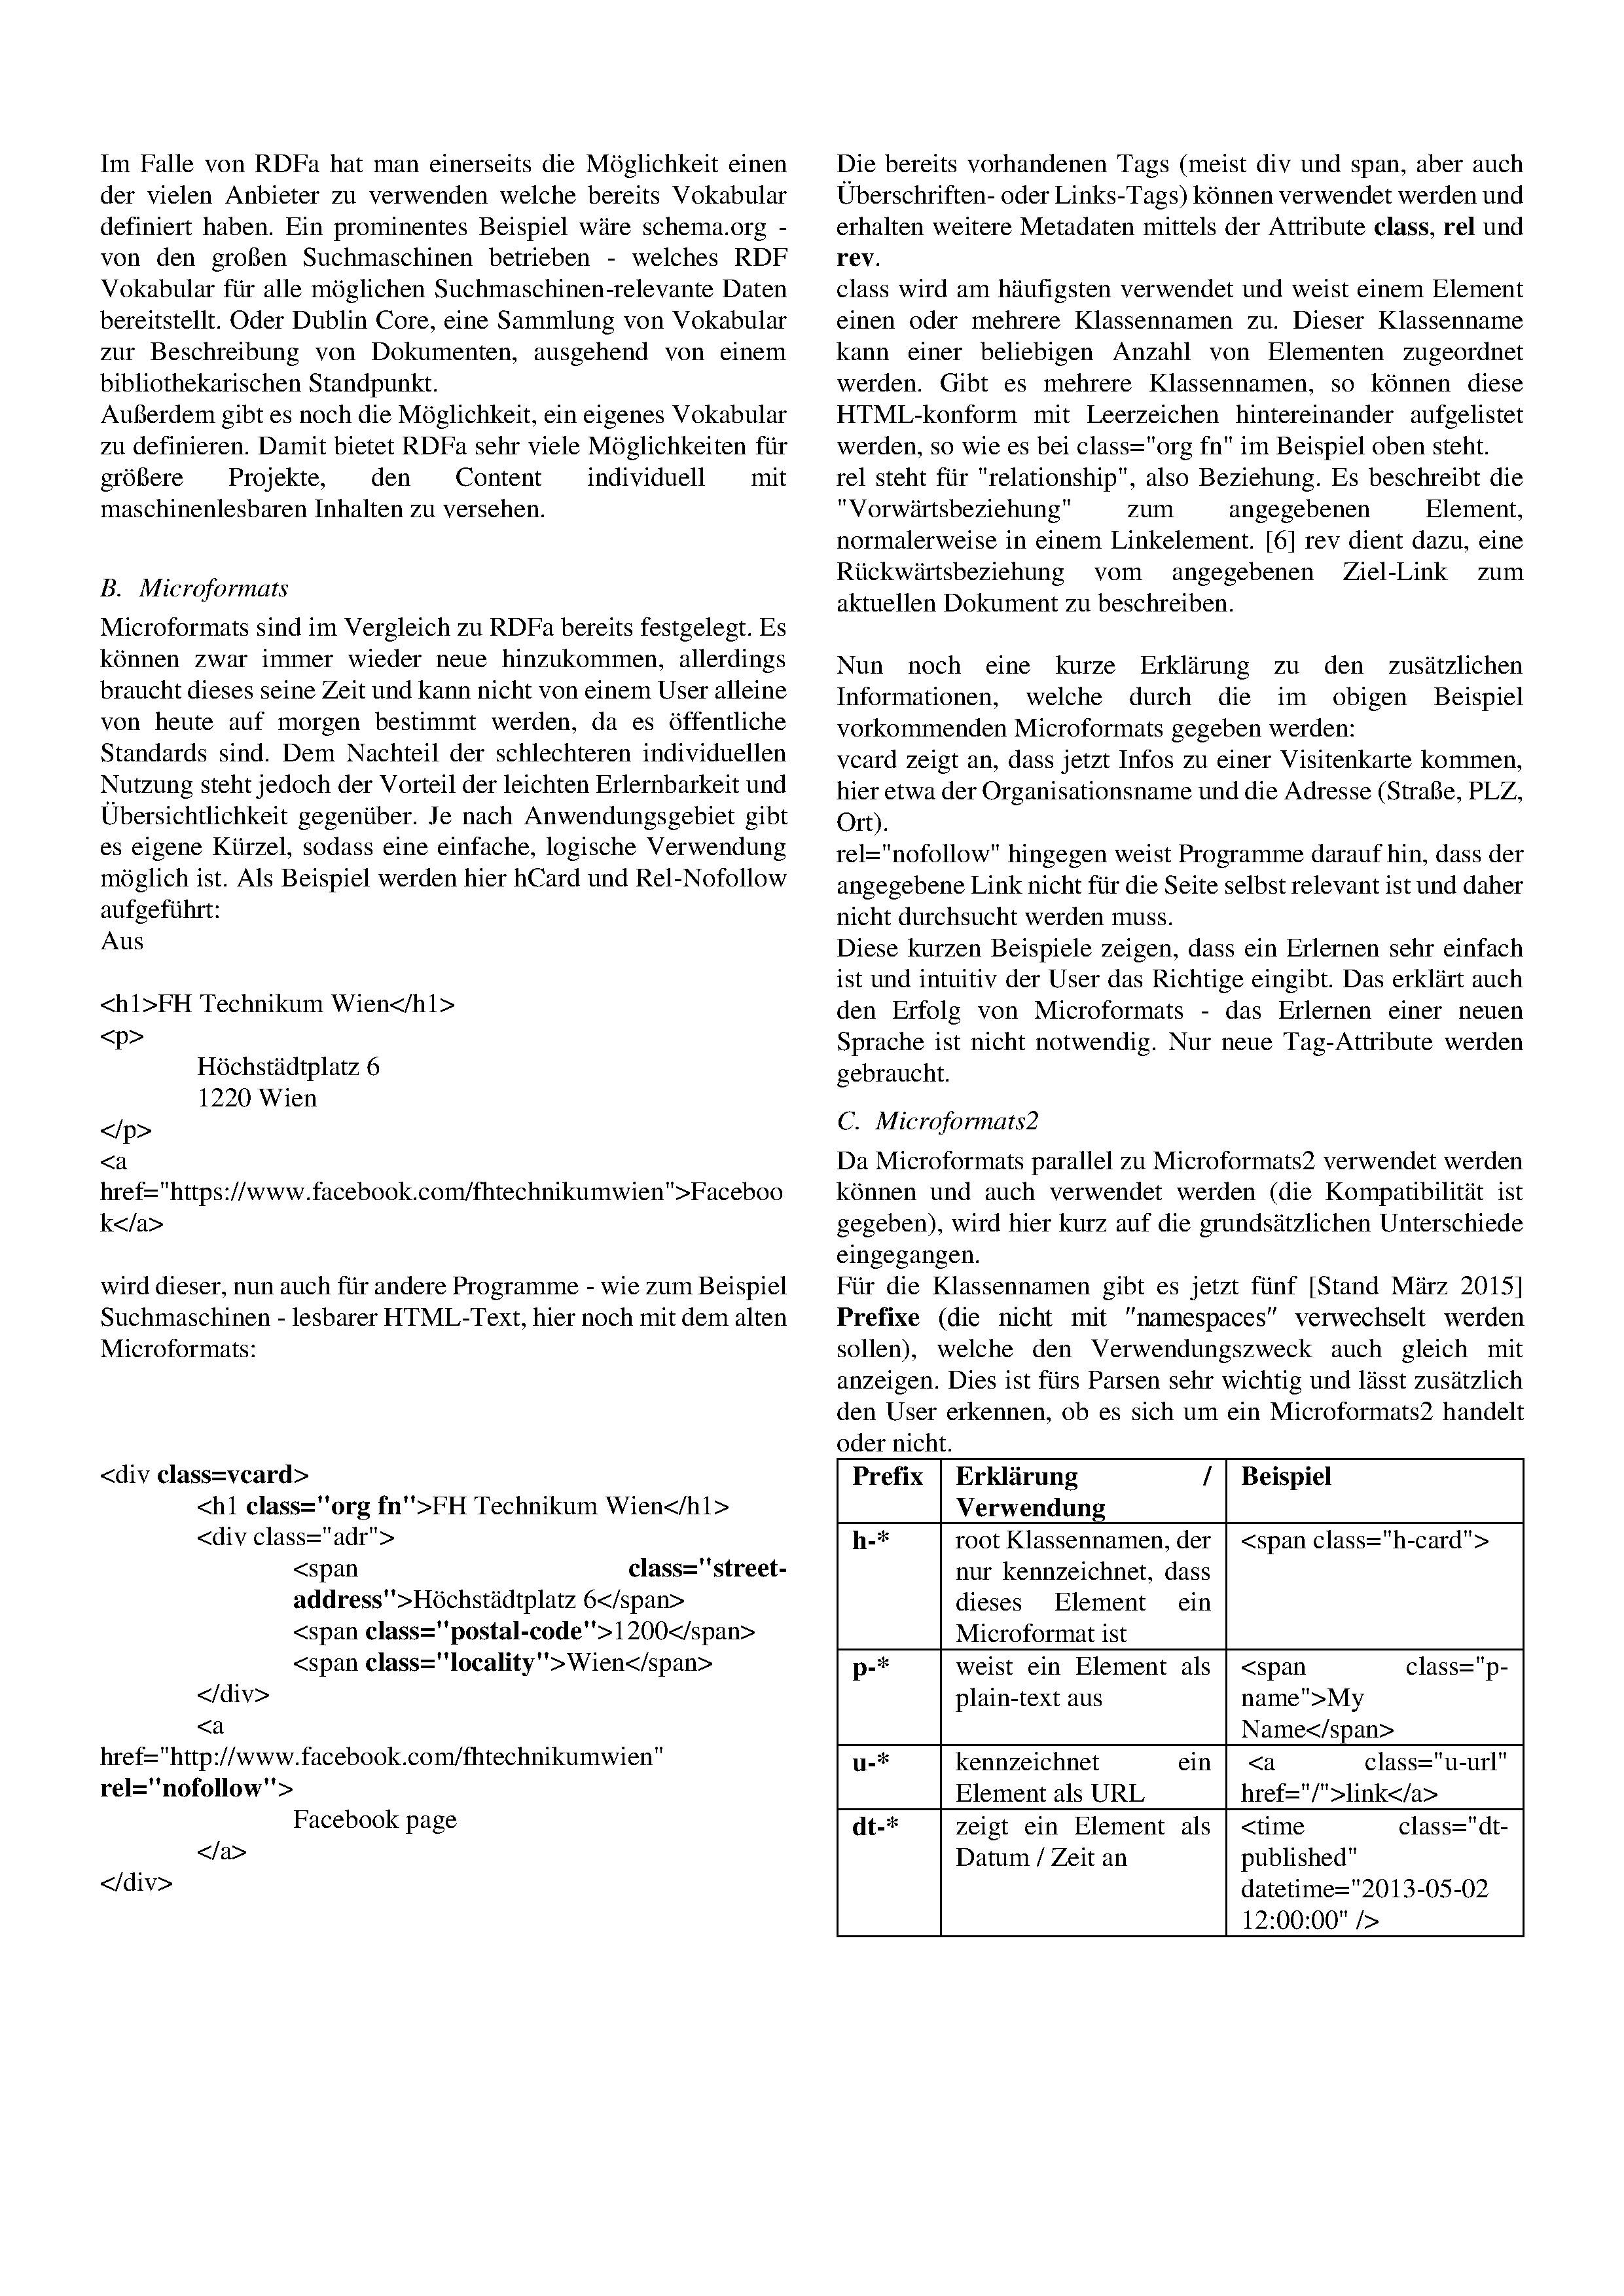 Im Falle von RDFa hat man einerseits die Möglichkeit einen
der vielen Anbieter zu verwenden welche bereits Vokabular
definiert haben. Ein prominentes Beispiel wäre schema.org -
von den großen Suchmaschinen betrieben - welches RDF
Vokabular für alle möglichen Suchmaschinen-relevante Daten
bereitstellt. Oder Dublin Core, eine Sammlung von Vokabular
zur Beschreibung von Dokumenten, ausgehend von einem
bibliothekarischen Standpunkt.
Außerdem gibt es noch die Möglichkeit, ein eigenes Vokabular
zu definieren. Damit bietet RDFa sehr viele Möglichkeiten für
größere Projekte, den Content individuell mit
maschinenlesbaren Inhalten zu versehen.
B. Microformats
Microformats sind im Vergleich zu RDFa bereits festgelegt. Es
können zwar immer wieder neue hinzukommen, allerdings
braucht dieses seine Zeit und kann nicht von einem User alleine
von heute auf morgen bestimmt werden, da es öffentliche
Standards sind. Dem Nachteil der schlechteren individuellen
Nutzung steht jedoch der Vorteil der leichten Erlernbarkeit und
Übersichtlichkeit gegenüber. Je nach Anwendungsgebiet gibt
es eigene Kürzel, sodass eine einfache, logische Verwendung
möglich ist. Als Beispiel werden hier hCard und Rel-Nofollow
aufgeführt:
Aus
<h1>FH Technikum Wien</h1>
<p>
Höchstädtplatz 6
1220 Wien
</p>
<a
href="https://www.facebook.com/fhtechnikumwien">Faceboo
k</a>
wird dieser, nun auch für andere Programme - wie zum Beispiel
Suchmaschinen - lesbarer HTML-Text, hier noch mit dem alten
Microformats:
<div class=vcard>
<h1 class="org fn">FH Technikum Wien</h1>
<div class="adr">
<span class="street-
address">Höchstädtplatz 6</span>
<span class="postal-code">1200</span>
<span class="locality">Wien</span>
</div>
<a
href="http://www.facebook.com/fhtechnikumwien"
rel="nofollow">
Facebook page
</a>
</div>
Die bereits vorhandenen Tags (meist div und span, aber auch
Überschriften- oder Links-Tags) können verwendet werden und
erhalten weitere Metadaten mittels der Attribute class, rel und
rev.
class wird am häufigsten verwendet und weist einem Element
einen oder mehrere Klassennamen zu. Dieser Klassenname
kann einer beliebigen Anzahl von Elementen zugeordnet
werden. Gibt es mehrere Klassennamen, so können diese
HTML-konform mit Leerzeichen hintereinander aufgelistet
werden, so wie es bei class="org fn" im Beispiel oben steht.
rel steht für "relationship", also Beziehung. Es beschreibt die
"Vorwärtsbeziehung" zum angegebenen Element,
normalerweise in einem Linkelement. [6] rev dient dazu, eine
Rückwärtsbeziehung vom angegebenen Ziel-Link zum
aktuellen Dokument zu beschreiben.
Nun noch eine kurze Erklärung zu den zusätzlichen
Informationen, welche durch die im obigen Beispiel
vorkommenden Microformats gegeben werden:
vcard zeigt an, dass jetzt Infos zu einer Visitenkarte kommen,
hier etwa der Organisationsname und die Adresse (Straße, PLZ,
Ort).
rel="nofollow" hingegen weist Programme darauf hin, dass der
angegebene Link nicht für die Seite selbst relevant ist und daher
nicht durchsucht werden muss.
Diese kurzen Beispiele zeigen, dass ein Erlernen sehr einfach
ist und intuitiv der User das Richtige eingibt. Das erklärt auch
den Erfolg von Microformats - das Erlernen einer neuen
Sprache ist nicht notwendig. Nur neue Tag-Attribute werden
gebraucht.
C. Microformats2
Da Microformats parallel zu Microformats2 verwendet werden
können und auch verwendet werden (die Kompatibilität ist
gegeben), wird hier kurz auf die grundsätzlichen Unterschiede
eingegangen.
Für die Klassennamen gibt es jetzt fünf [Stand März 2015]
Prefixe (die nicht mit "namespaces" verwechselt werden
sollen), welche den Verwendungszweck auch gleich mit
anzeigen. Dies ist fürs Parsen sehr wichtig und lässt zusätzlich
den User erkennen, ob es sich um ein Microformats2 handelt
oder nicht.
Prefix Erklärung / Beispiel
Verwendung
h-* root Klassennamen, der <span class="h-card">
nur kennzeichnet, dass
dieses Element ein
Microformat ist
p-* weist ein Element als <span class="p-
plain-text aus name">My
Name</span>
u-* kennzeichnet ein <a class="u-url"
Element als URL href="/">link</a>
dt-* zeigt ein Element als <time class="dt-
Datum / Zeit an published"
datetime="2013-05-02
12:00:00" />